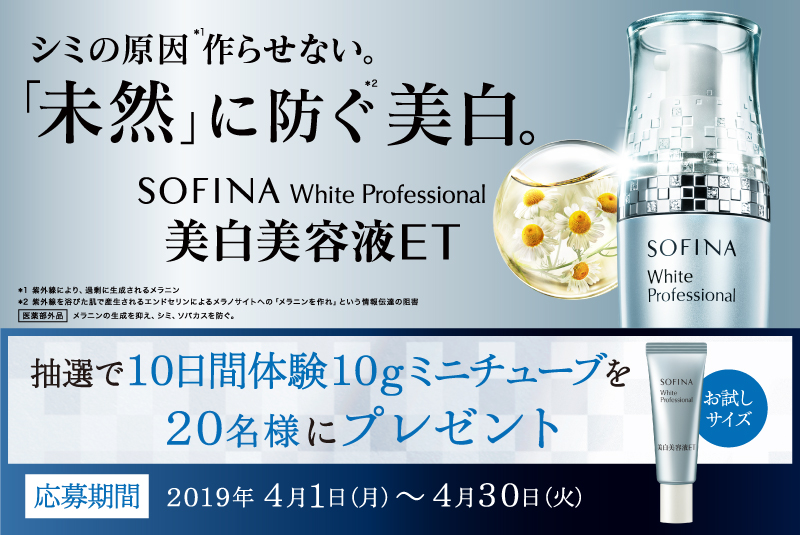 シミの原因*1作らせない。
「未然」に防ぐ*2美白。
SOFINA White Professional
美白美容液ET
*1 紫外線により、過剰に生成されるメラニン
*2 紫外線を浴びた肌で産生されるエンドセリンによるメラノサイトへの「メラニンを作れ」という情報伝達の阻害
医薬部外品 メラニンの生成を抑え、シミ、ソバカスを防ぐ。
SOFINA
White
Professional
抽選で10日間体験10gミニチューブを
20名様にプレゼント
SOFINA
White
Professional
美白美容液ET
お試し
サイズ
応募期間 2019年 4月1日(月)～4月30日(火)